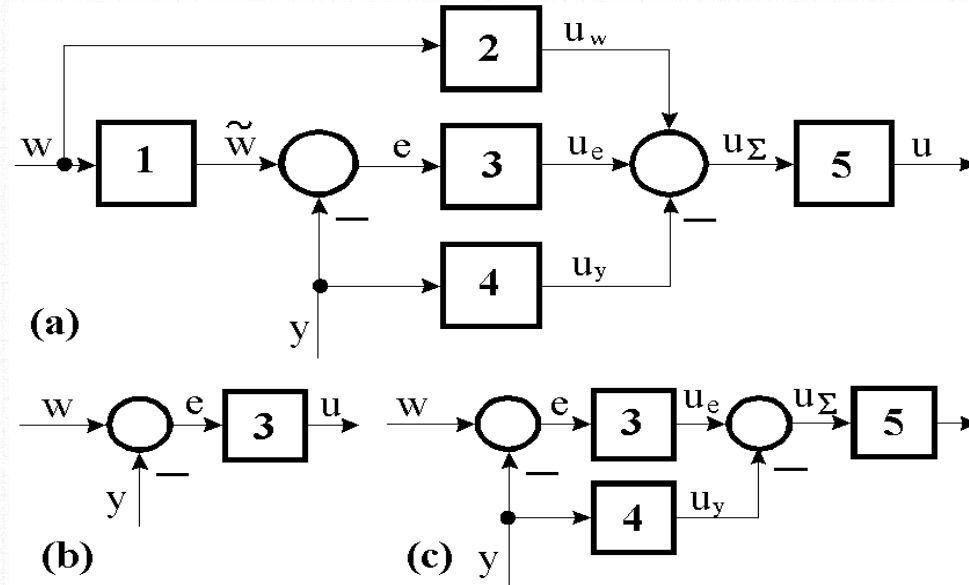 2 u_w
w 1 w̃ e 3 u_e u_Σ 5 u
—
—
4 u_y
(a) y
w e 3 u w e 3 u_e u_Σ 5
— — —
y 4 u_y
(b) (c) y